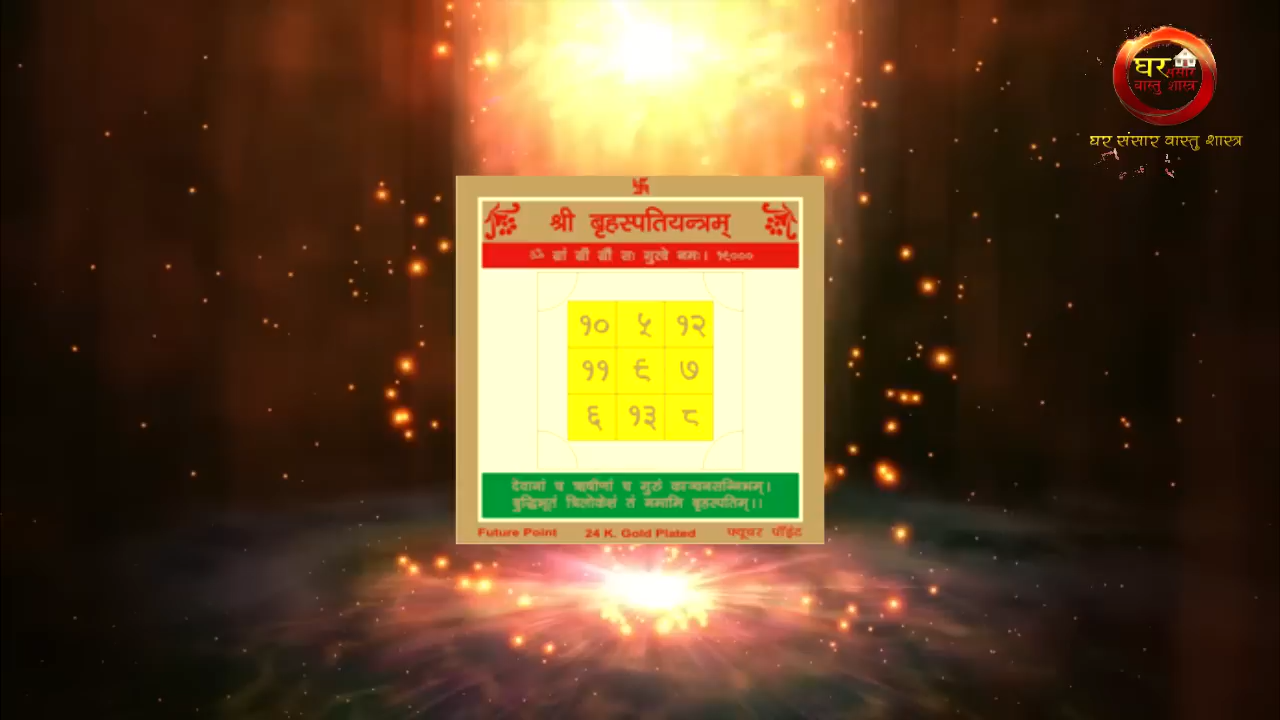 घर
संसार
वास्तु शास्त्र
घर संसार वास्तु शास्त्र
श्री बृहस्पतियन्त्रम्
ॐ ग्रां ग्रीं ग्रौं सः गुरवे नमः। १९०००
१० ५ १२
११ ९ ७
६ १३ ८
देवानां च ऋषीणां च गुरुं काञ्चनसन्निभम्।
बुद्धिभूतं त्रिलोकेशं तं नमामि बृहस्पतिम्।।
Future Point 24 K. Gold Plated फ्यूचर पॉइंट